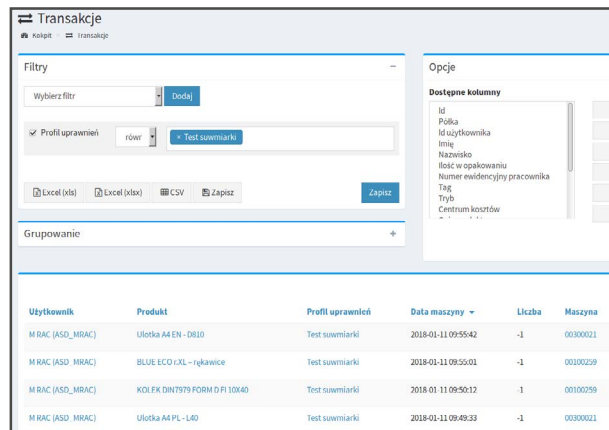 Transakcje
Kokpit Transakcje
Filtry
Wybierz filtr
Dodaj
Profil uprawnień
równ
× Test suwmiarki
Excel (xls)
Excel (xlsx)
CSV
Zapisz
Zapisz
Grupowanie
Opcje
Dostępne kolumny
Id
Półka
Id użytkownika
Imię
Nazwisko
Ilość w opakowaniu
Numer ewidencyjny pracownika
Tag
Tryb
Centrum kosztów
Użytkownik Produkt Profil uprawnień Data maszyny Liczba Maszyna
M RAC (ASD_MRAC) Ulotka A4 EN - D810 Test suwmiarki 2018-01-11 09:55:42 -1 00300021
M RAC (ASD_MRAC) BLUE ECO r.XL – rękawice Test suwmiarki 2018-01-11 09:55:01 -1 00100259
M RAC (ASD_MRAC) KOLEK DIN7979 FORM D FI 10X40 Test suwmiarki 2018-01-11 09:50:12 -1 00100259
M RAC (ASD_MRAC) Ulotka A4 PL - L40 Test suwmiarki 2018-01-11 09:49:33 -1 00300021